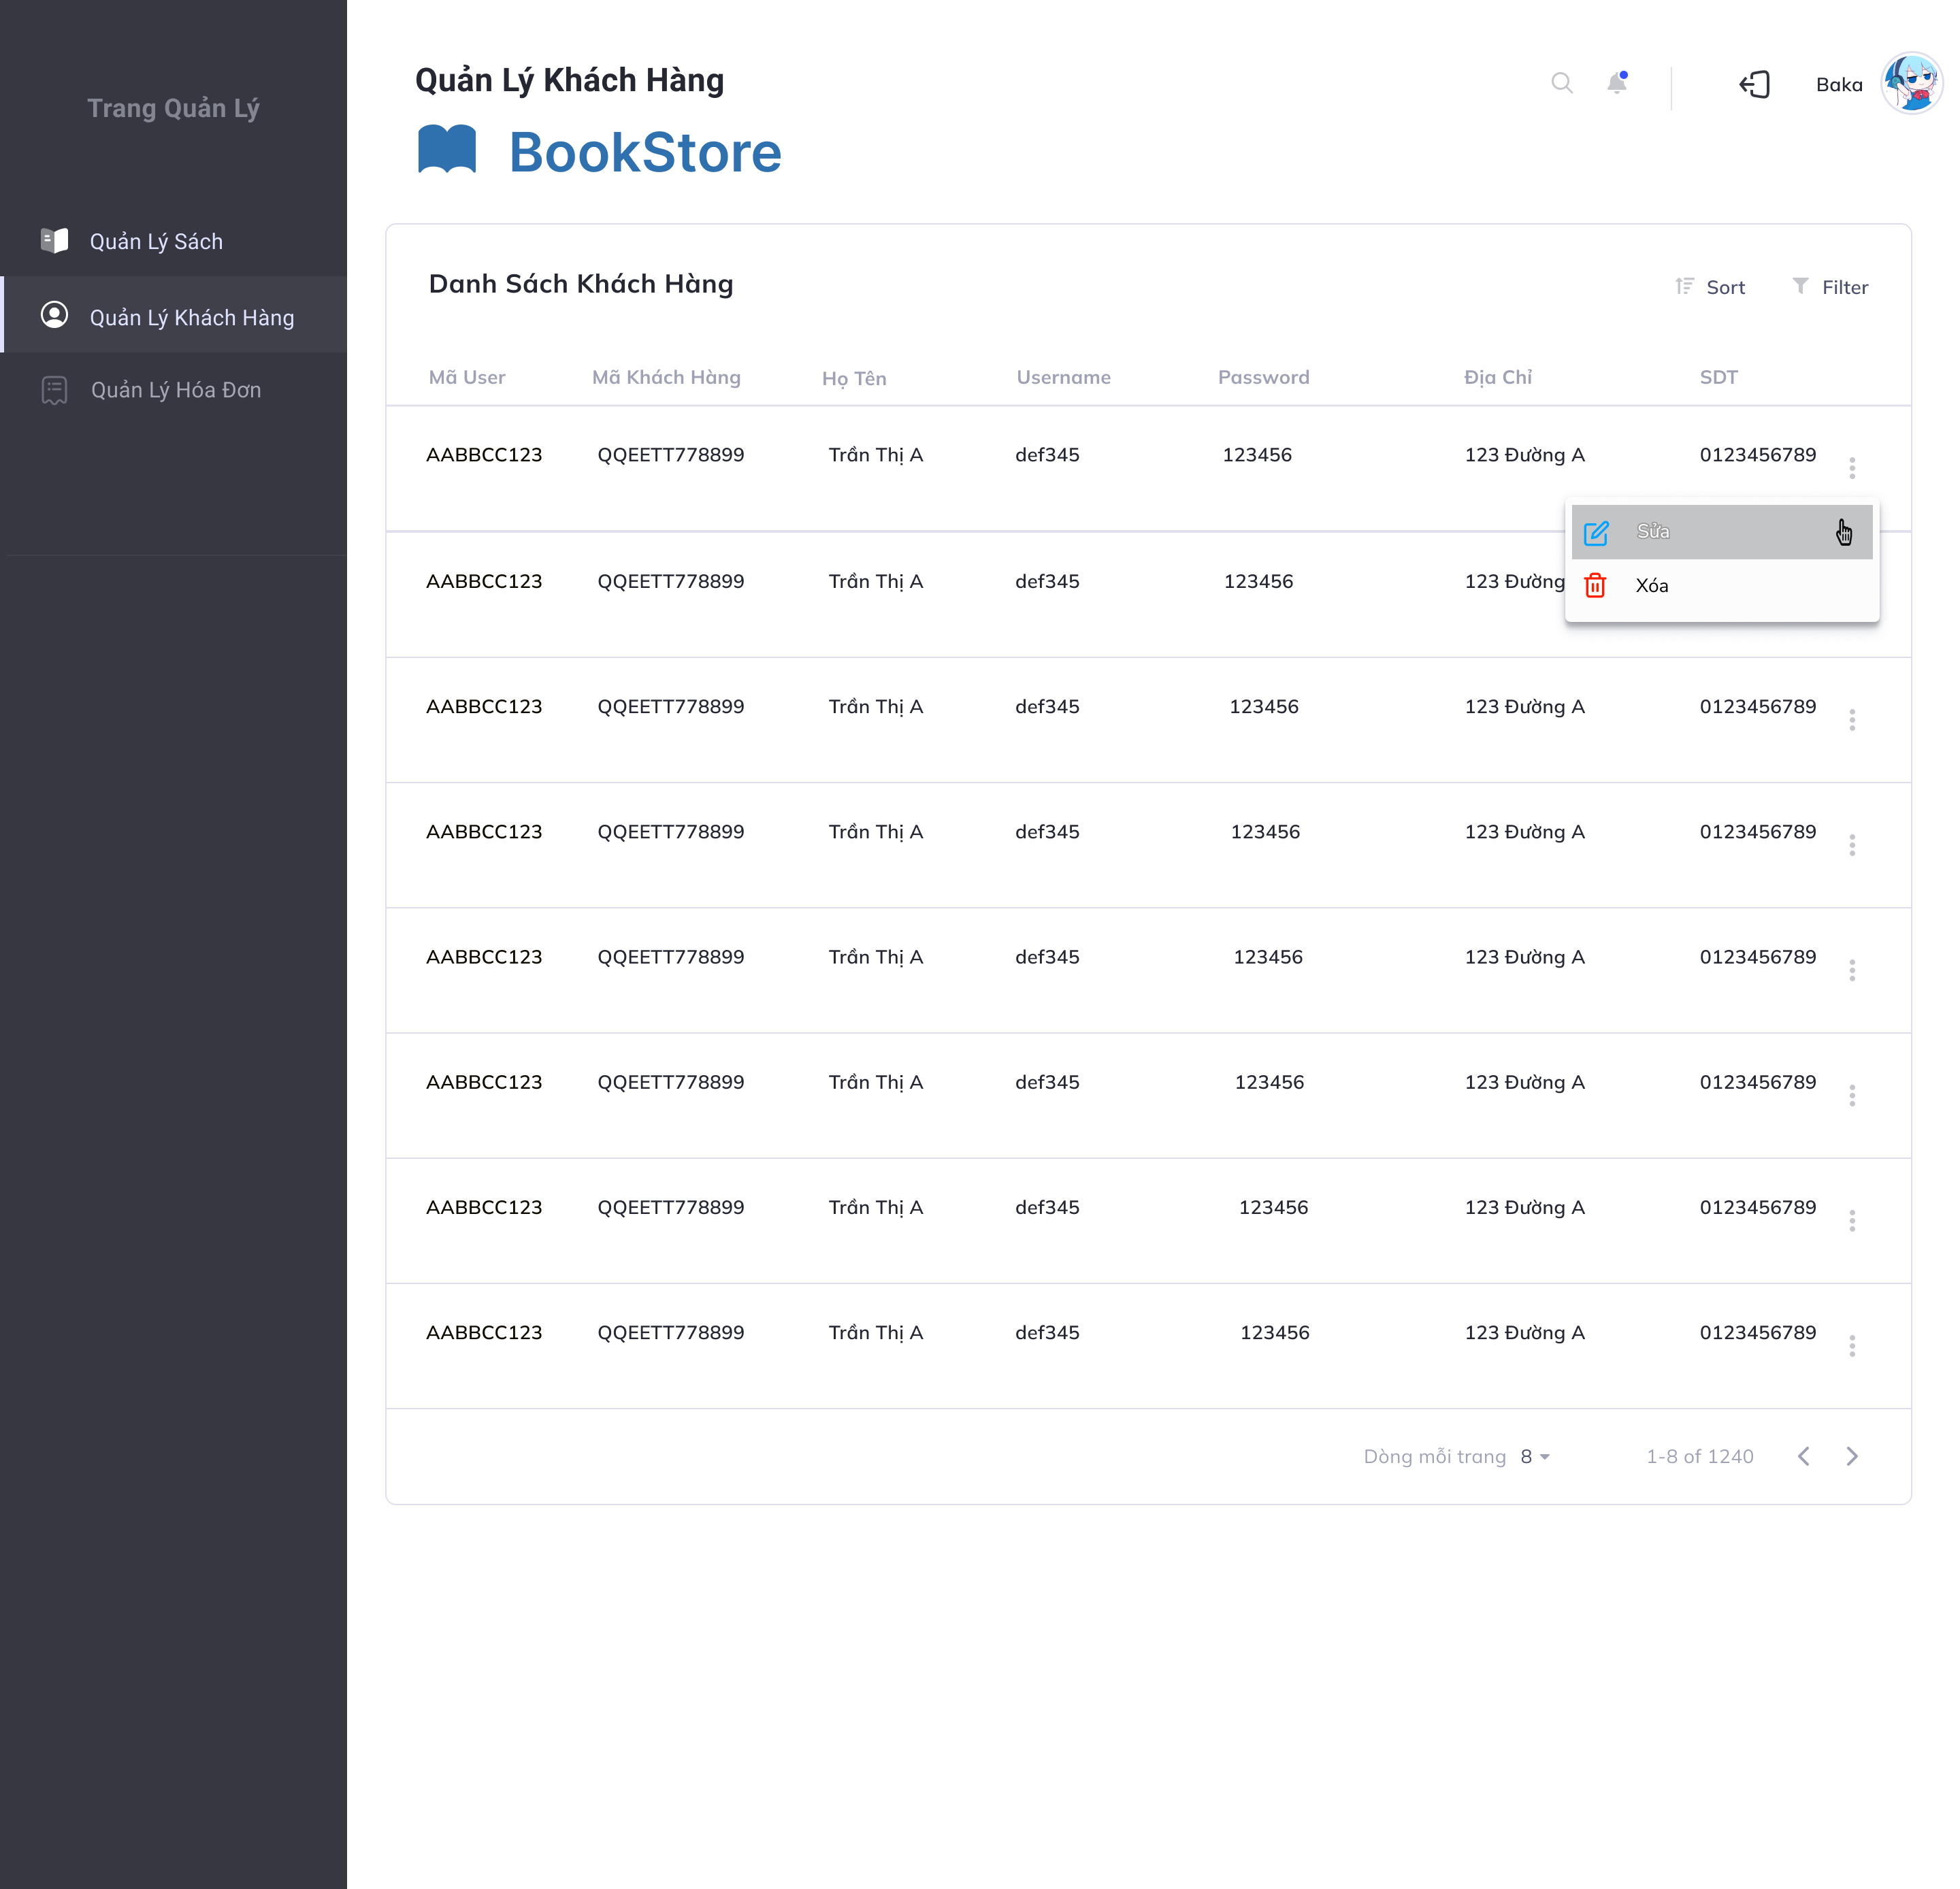 Trang Quản Lý
Quản Lý Sách
Quản Lý Khách Hàng
Quản Lý Hóa Đơn
Quản Lý Khách Hàng
Baka
BookStore
Danh Sách Khách Hàng
Sort Filter
Mã User Mã Khách Hàng Họ Tên Username Password Địa Chỉ SDT
AABBCC123 QQEETT778899 Trần Thị A def345 123456 123 Đường A 0123456789
Sửa
AABBCC123 QQEETT778899 Trần Thị A def345 123456 123 Đường
Xóa
AABBCC123 QQEETT778899 Trần Thị A def345 123456 123 Đường A 0123456789
AABBCC123 QQEETT778899 Trần Thị A def345 123456 123 Đường A 0123456789
AABBCC123 QQEETT778899 Trần Thị A def345 123456 123 Đường A 0123456789
AABBCC123 QQEETT778899 Trần Thị A def345 123456 123 Đường A 0123456789
AABBCC123 QQEETT778899 Trần Thị A def345 123456 123 Đường A 0123456789
AABBCC123 QQEETT778899 Trần Thị A def345 123456 123 Đường A 0123456789
Dòng mỗi trang 8 1-8 of 1240